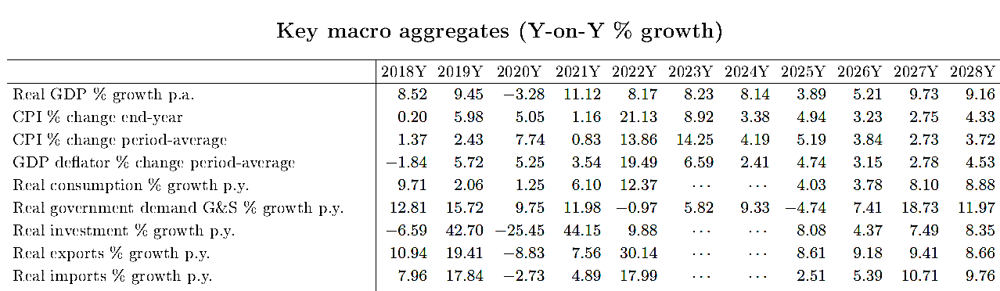 Key macro aggregates (Y-on-Y % growth)
2018Y 2019Y 2020Y 2021Y 2022Y 2023Y 2024Y 2025Y 2026Y 2027Y 2028Y
Real GDP % growth p.a. 8.52 9.45 −3.28 11.12 8.17 8.23 8.14 3.89 5.21 9.73 9.16
CPI % change end-year 0.20 5.98 5.05 1.16 21.13 8.92 3.38 4.94 3.23 2.75 4.33
CPI % change period-average 1.37 2.43 7.74 0.83 13.86 14.25 4.19 5.19 3.84 2.73 3.72
GDP deflator % change period-average −1.84 5.72 5.25 3.54 19.49 6.59 2.41 4.74 3.15 2.78 4.53
Real consumption % growth p.y. 9.71 2.06 1.25 6.10 12.37 ··· ··· 4.03 3.78 8.10 8.88
Real government demand G&S % growth p.y. 12.81 15.72 9.75 11.98 −0.97 5.82 9.33 −4.74 7.41 18.73 11.97
Real investment % growth p.y. −6.59 42.70 −25.45 44.15 9.88 ··· ··· 8.08 4.37 7.49 8.35
Real exports % growth p.y. 10.94 19.41 −8.83 7.56 30.14 ··· ··· 8.61 9.18 9.41 8.66
Real imports % growth p.y. 7.96 17.84 −2.73 4.89 17.99 ··· ··· 2.51 5.39 10.71 9.76